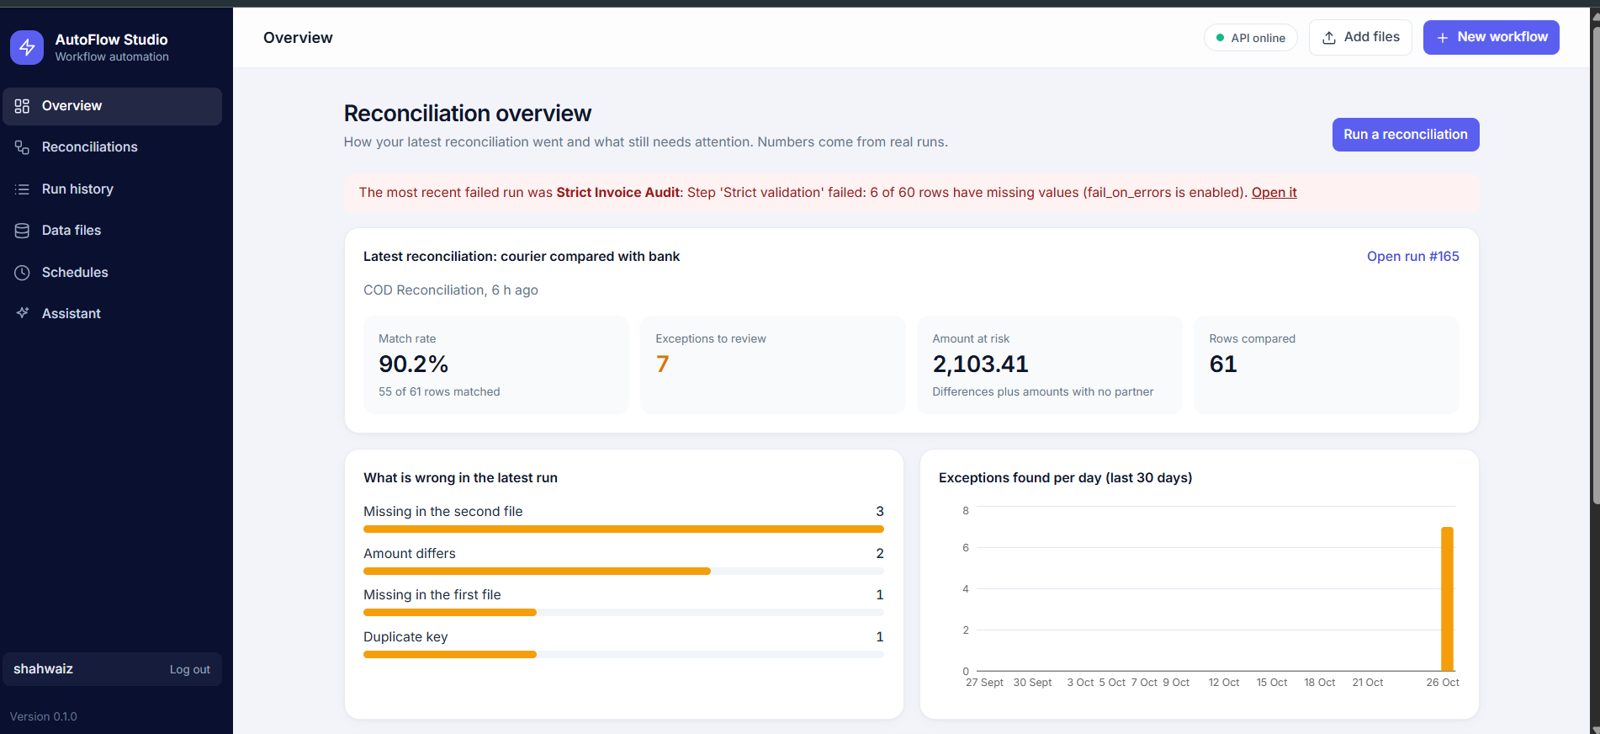 AutoFlow Studio
Workflow automation
Overview
Reconciliations
Run history
Data files
Schedules
Assistant
shahwaiz Log out
Version 0.1.0
Overview
API online
Add files
New workflow
Reconciliation overview
How your latest reconciliation went and what still needs attention. Numbers come from real runs.
Run a reconciliation
The most recent failed run was Strict Invoice Audit: Step 'Strict validation' failed: 6 of 60 rows have missing values (fail_on_errors is enabled). Open it
Latest reconciliation: courier compared with bank
Open run #165
COD Reconciliation, 6 h ago
Match rate
90.2%
55 of 61 rows matched
Exceptions to review
7
Amount at risk
2,103.41
Differences plus amounts with no partner
Rows compared
61
What is wrong in the latest run
Missing in the second file 3
Amount differs 2
Missing in the first file 1
Duplicate key 1
Exceptions found per day (last 30 days)
8
6
4
2
0
27 Sept 30 Sept 3 Oct 5 Oct 7 Oct 9 Oct 12 Oct 15 Oct 18 Oct 21 Oct 26 Oct